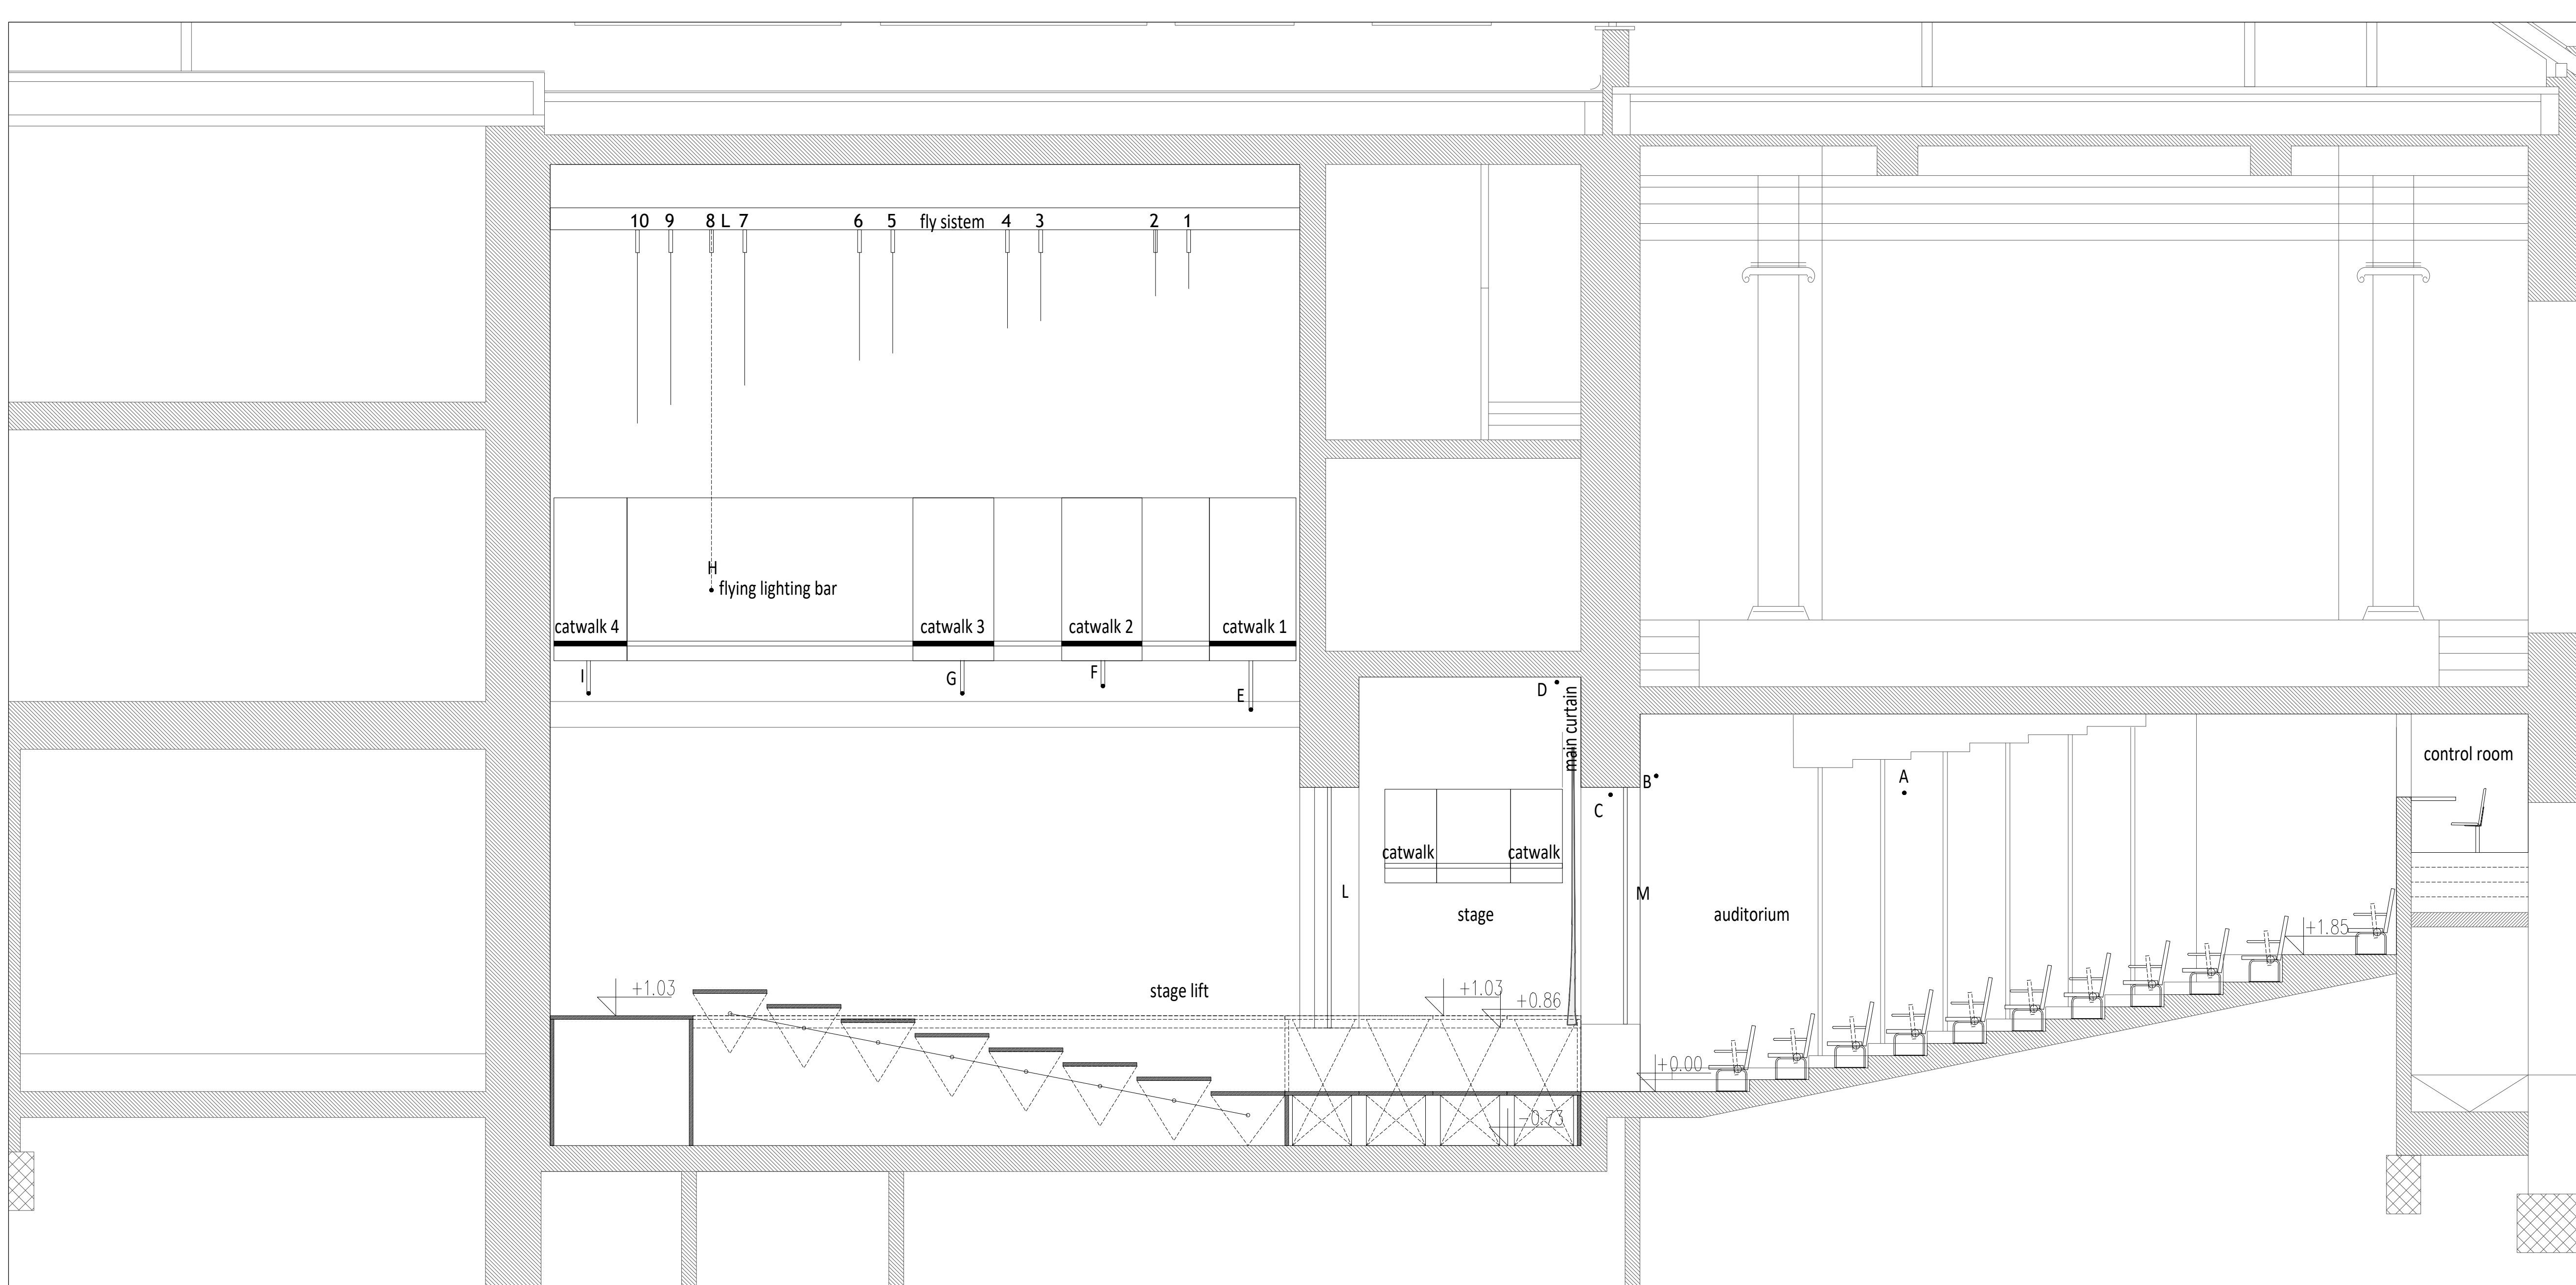 10 9 8 L 7 6 5 fly sistem 4 3 2 1
H
flying lighting bar
catwalk 4 catwalk 3 catwalk 2 catwalk 1
I G F E
D
main curtain
A
B
C
control room
catwalk catwalk
L M
stage auditorium
+1.85
stage lift
+1.03 +1.03
+0.86
+0.00
-0.73